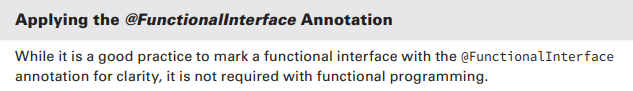 Applying the @FunctionalInterface Annotation
While it is a good practice to mark a functional interface with the @FunctionalInterface
annotation for clarity, it is not required with functional programming.